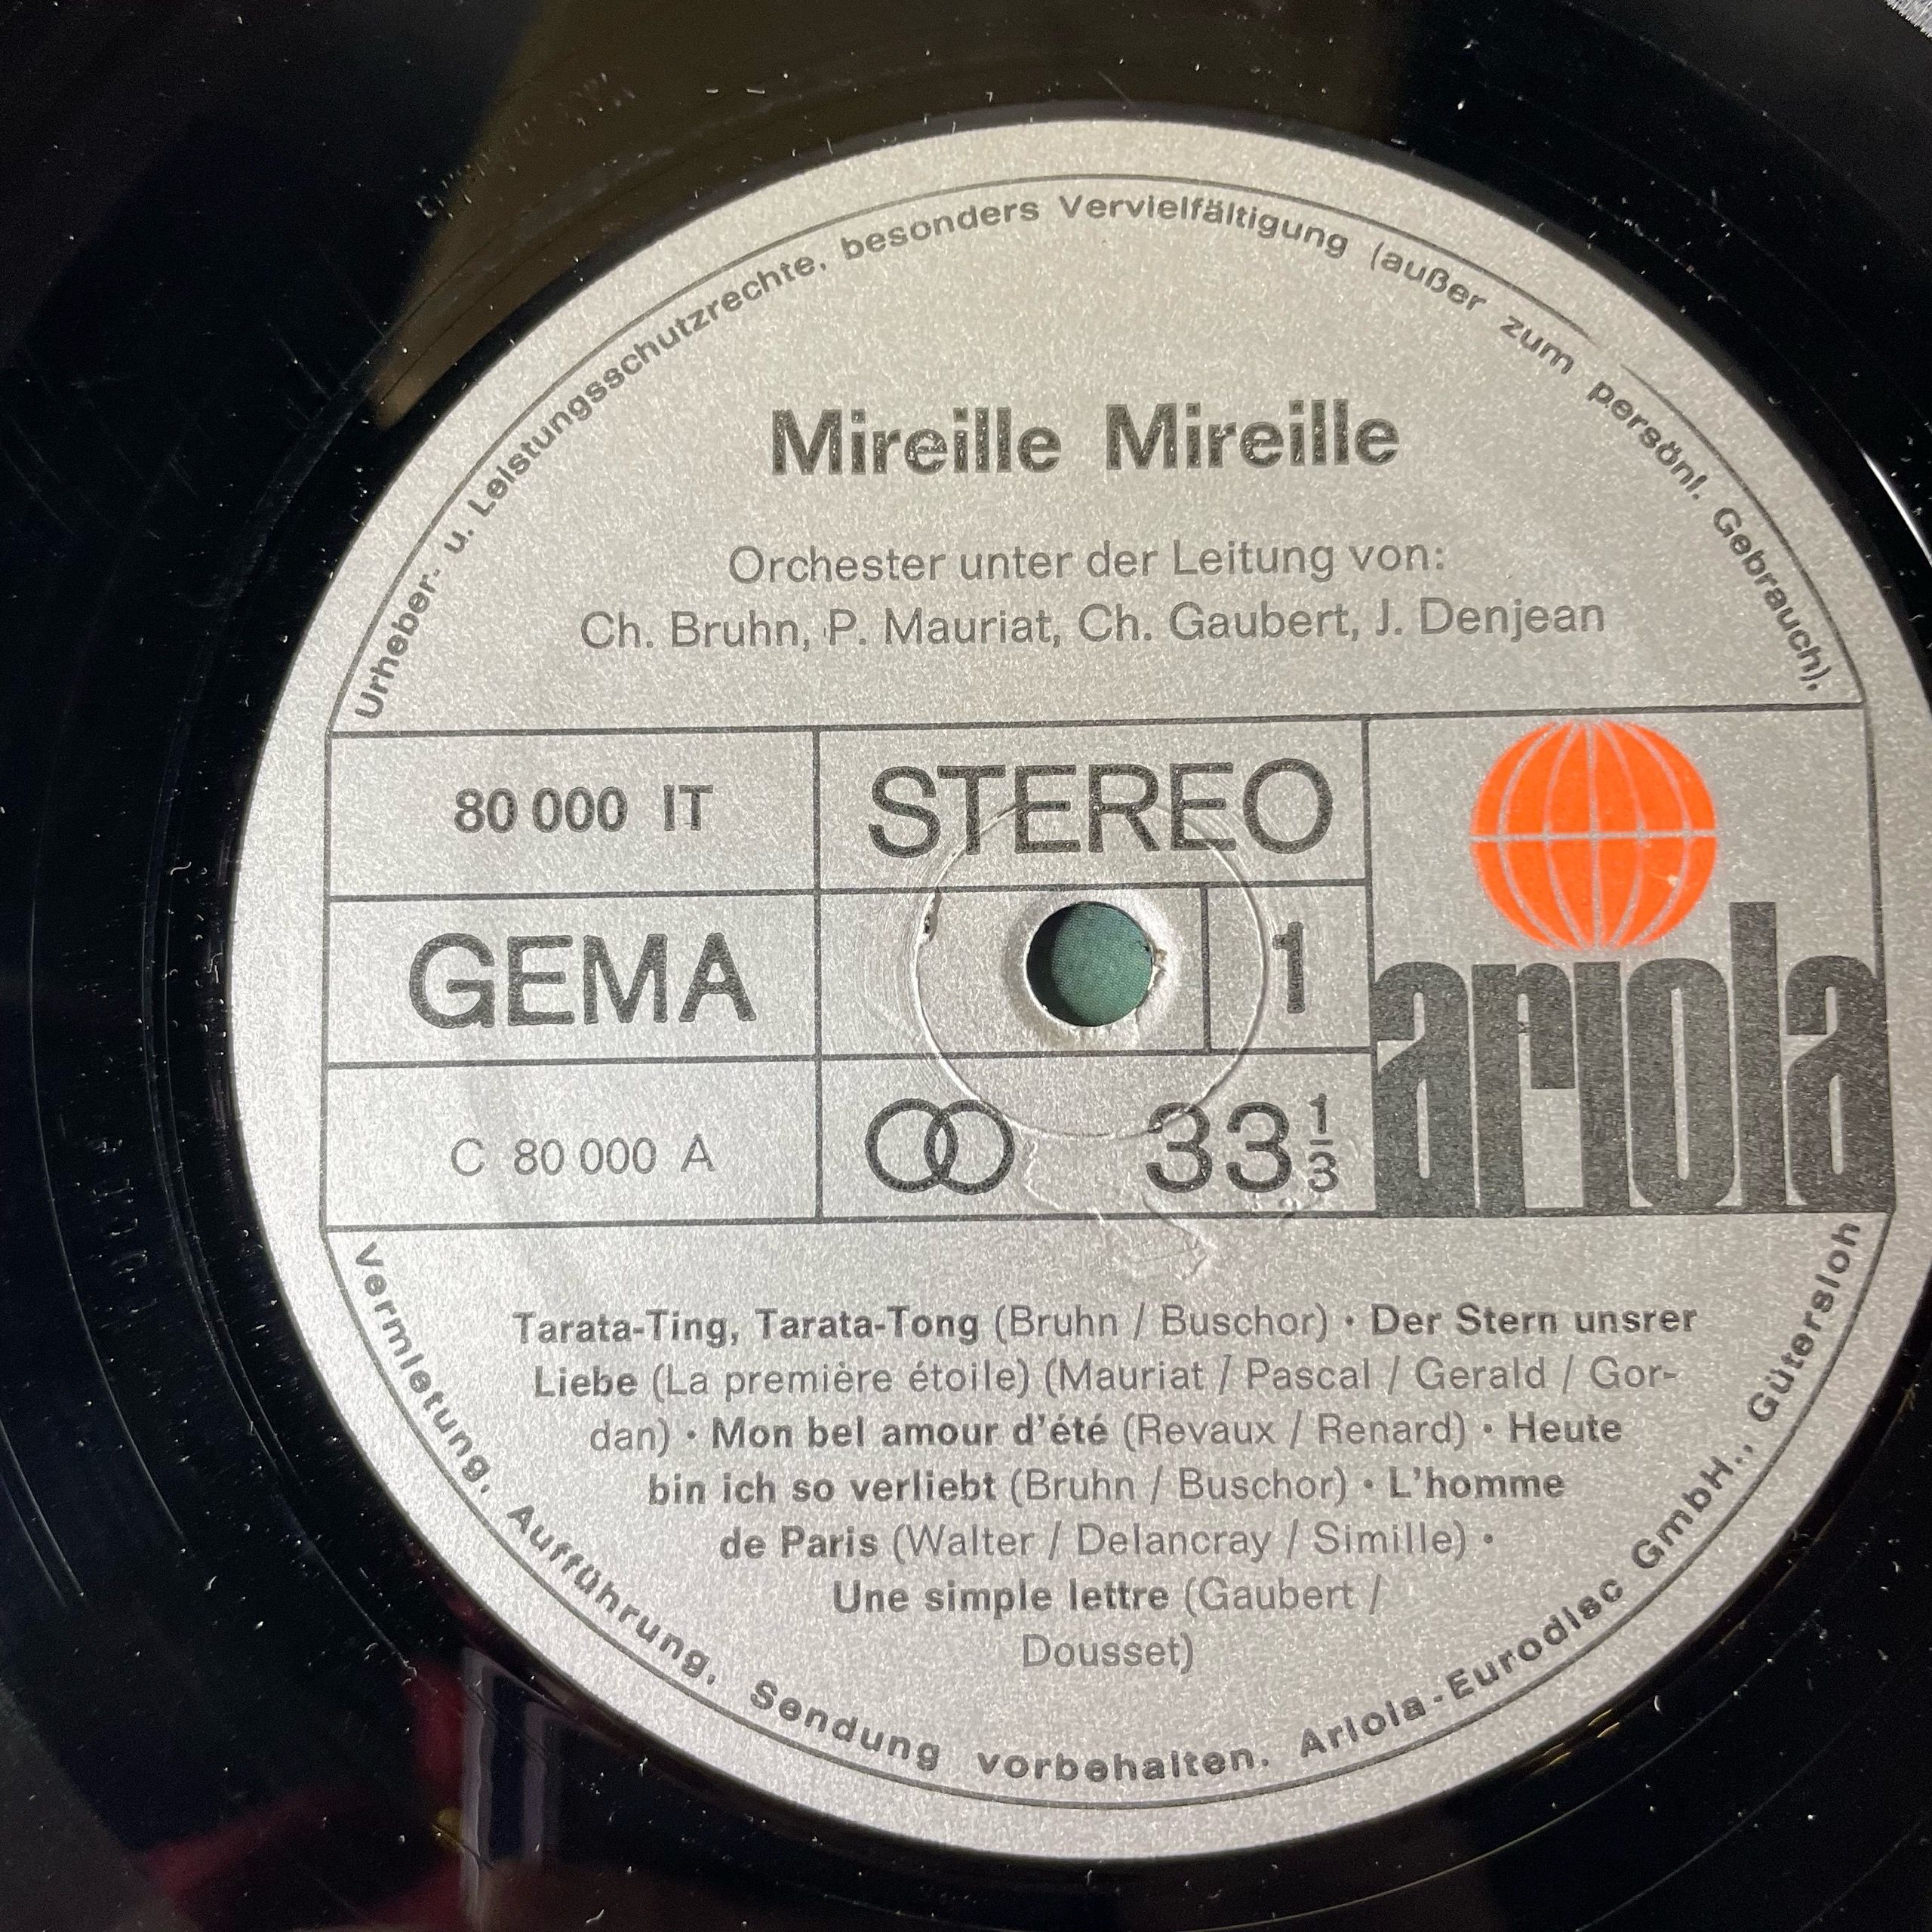 Urheber- u. Leistungsschutzrechte, besonders Vervielfältigung (außer zum persönl. Gebrauch),
Mireille Mireille
Orchester unter der Leitung von:
Ch. Bruhn, P. Mauriat, Ch. Gaubert, J. Denjean
80 000 IT
STEREO
GEMA
1
ariola
C 80 000 A
33 1/3
Tarata-Ting, Tarata-Tong (Bruhn / Buschor) · Der Stern unsrer
Liebe (La première étoile) (Mauriat / Pascal / Gerald / Gor-
dan) · Mon bel amour d'été (Revaux / Renard) · Heute
bin ich so verliebt (Bruhn / Buschor) · L'homme
de Paris (Walter / Delancray / Simille) ·
Une simple lettre (Gaubert /
Dousset)
Vermietung, Aufführung, Sendung vorbehalten. Ariola-Eurodisc GmbH., Gütersloh